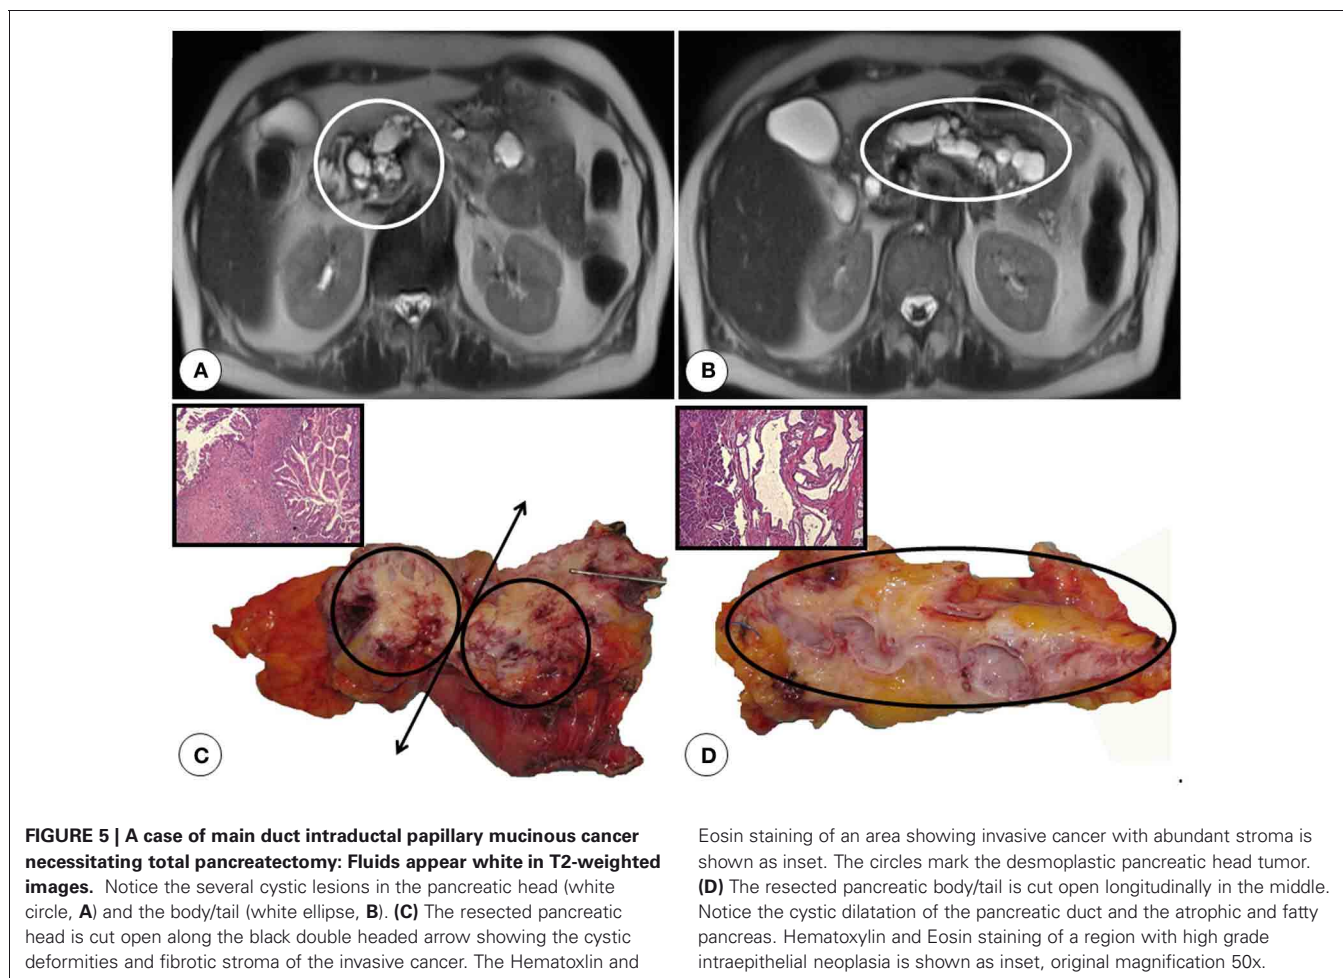 A
B
C
D
FIGURE 5 | A case of main duct intraductal papillary mucinous cancer
necessitating total pancreatectomy: Fluids appear white in T2-weighted
images. Notice the several cystic lesions in the pancreatic head (white
circle, A) and the body/tail (white ellipse, B). (C) The resected pancreatic
head is cut open along the black double headed arrow showing the cystic
deformities and fibrotic stroma of the invasive cancer. The Hematoxlin and
Eosin staining of an area showing invasive cancer with abundant stroma is
shown as inset. The circles mark the desmoplastic pancreatic head tumor.
(D) The resected pancreatic body/tail is cut open longitudinally in the middle.
Notice the cystic dilatation of the pancreatic duct and the atrophic and fatty
pancreas. Hematoxylin and Eosin staining of a region with high grade
intraepithelial neoplasia is shown as inset, original magnification 50x.